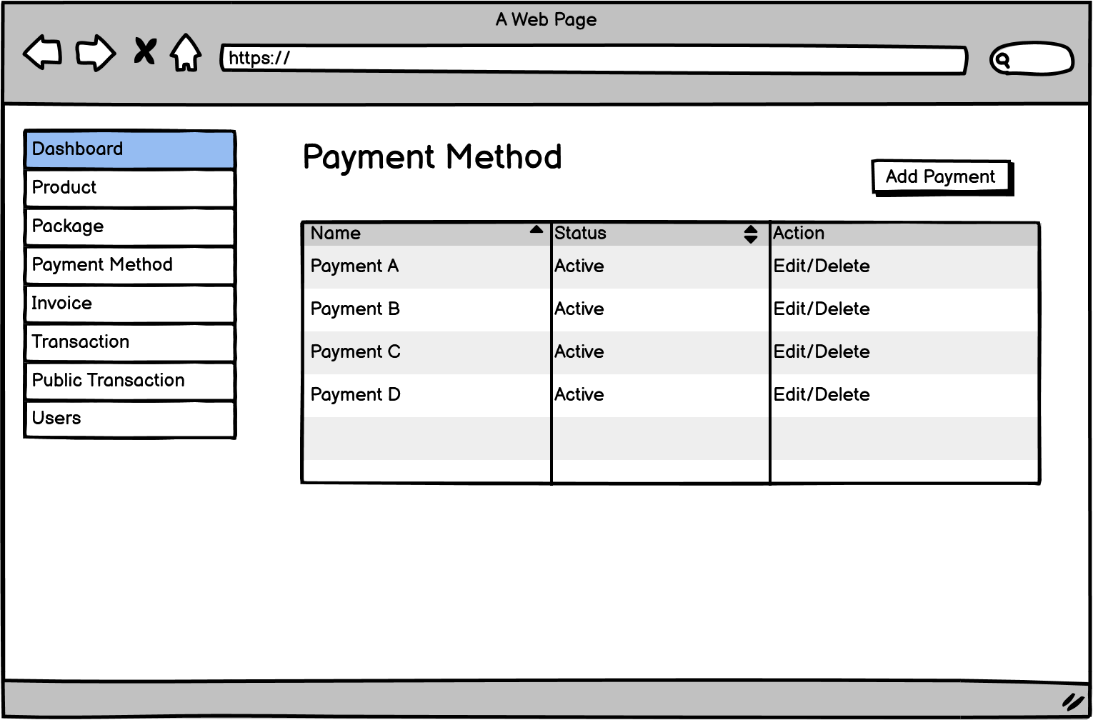 A Web Page
https://
Dashboard
Product
Package
Payment Method
Invoice
Transaction
Public Transaction
Users
Payment Method
Add Payment
Name Status Action
Payment A Active Edit/Delete
Payment B Active Edit/Delete
Payment C Active Edit/Delete
Payment D Active Edit/Delete